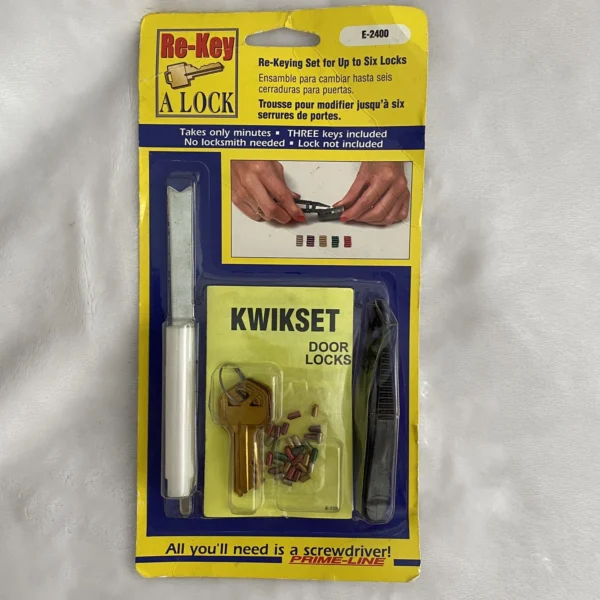 Re-Key
A LOCK
E-2400
Re-Keying Set for Up to Six Locks
Ensamble para cambiar hasta seis
cerraduras para puertas.
Trousse pour modifier jusqu'à six
serrures de portes.
Takes only minutes ▪ THREE keys included
No locksmith needed ▪ Lock not included
KWIKSET
DOOR
LOCKS
All you'll need is a screwdriver!
PRIME-LINE